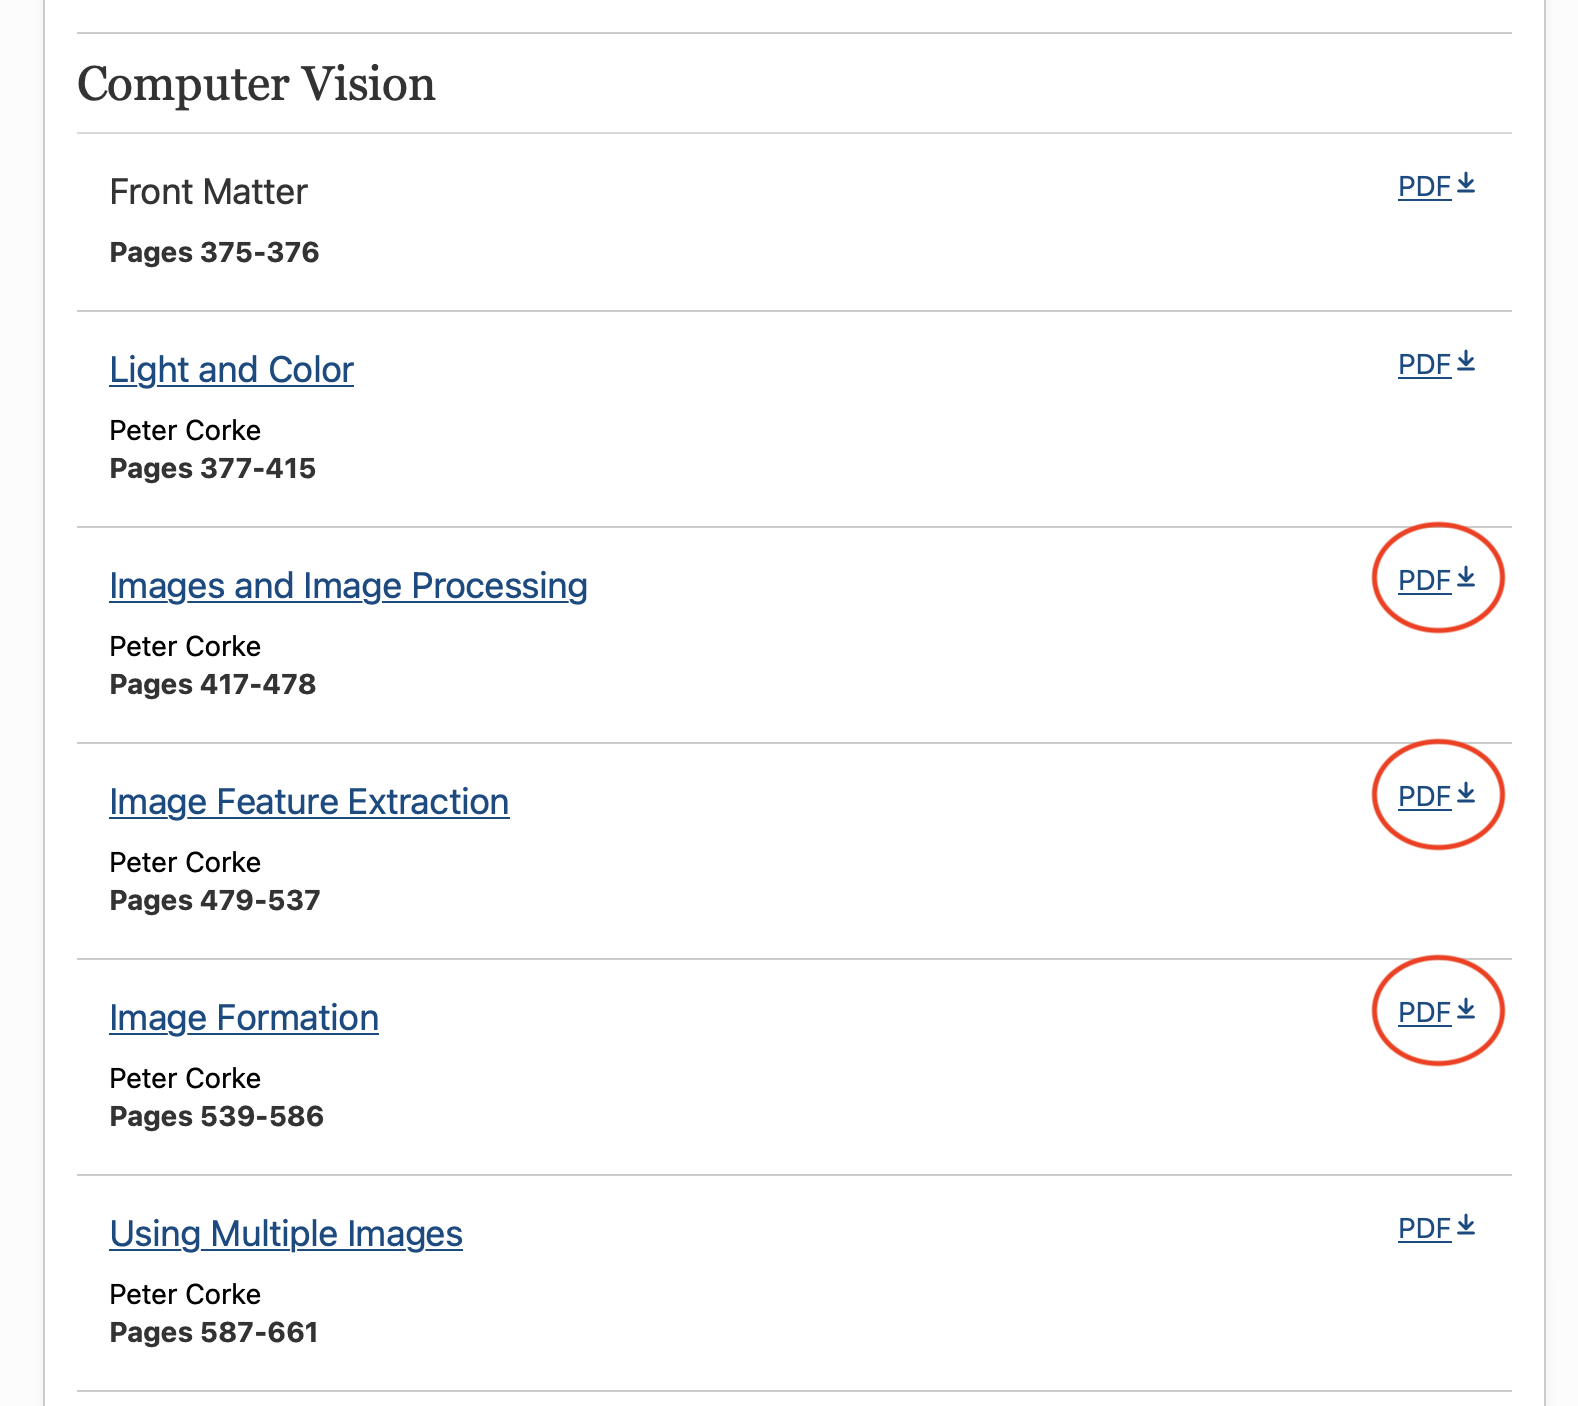 Computer Vision
Front Matter
PDF
Pages 375-376
Light and Color
PDF
Peter Corke
Pages 377-415
Images and Image Processing
PDF
Peter Corke
Pages 417-478
Image Feature Extraction
PDF
Peter Corke
Pages 479-537
Image Formation
PDF
Peter Corke
Pages 539-586
Using Multiple Images
PDF
Peter Corke
Pages 587-661